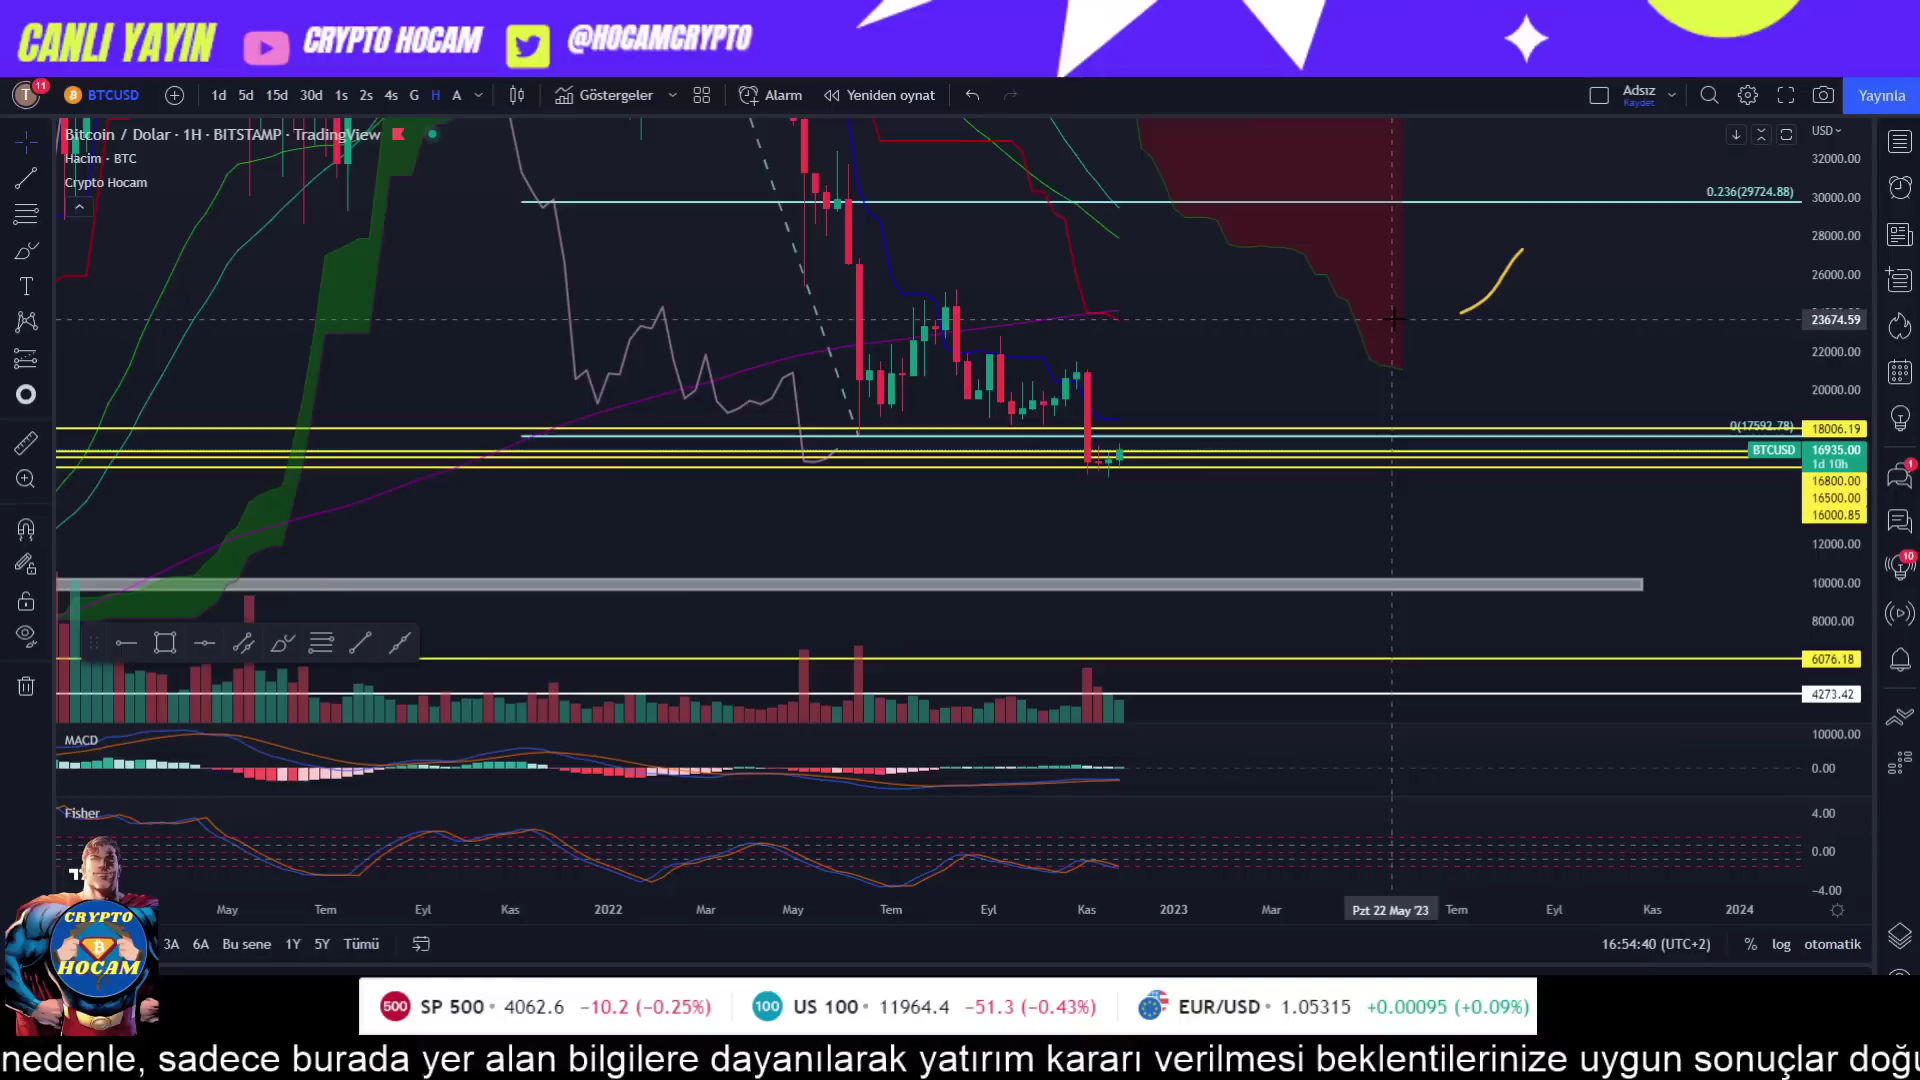 CANLI YAYIN
CRYPTO HOCAM
@HOCAMCRYPTO
T 11 BTCUSD 1d 5d 15d 30d 1s 2s 4s G H A Göstergeler Alarm Yeniden oynat Adsız Kaydet Yayınla
Bitcoin / Dolar · 1H · BITSTAMP · TradingView
Hacim · BTC
Crypto Hocam
USD
32000.00
0.236(29724.88)
30000.00
28000.00
26000.00
23674.59
22000.00
20000.00
0(17592.78) 18006.19
BTCUSD 16935.00
1d 10h
16800.00
16500.00
16000.85
12000.00
10000.00
8000.00
6076.18
4273.42
1
10
MACD
10000.00
0.00
Fisher
4.00
0.00
−4.00
May Tem Eyl Kas 2022 Mar May Tem Eyl Kas 2023 Mar Pzt 22 May '23 Tem Eyl Kas 2024
3A 6A Bu sene 1Y 5Y Tümü 16:54:40 (UTC+2) % log otomatik
CRYPTO
HOCAM
500 SP 500 • 4062.6 −10.2 (−0.25%) 100 US 100 • 11964.4 −51.3 (−0.43%) EUR/USD • 1.05315 +0.00095 (+0.09%)
nedenle, sadece burada yer alan bilgilere dayanılarak yatırım kararı verilmesi beklentilerinize uygun sonuçlar doğu